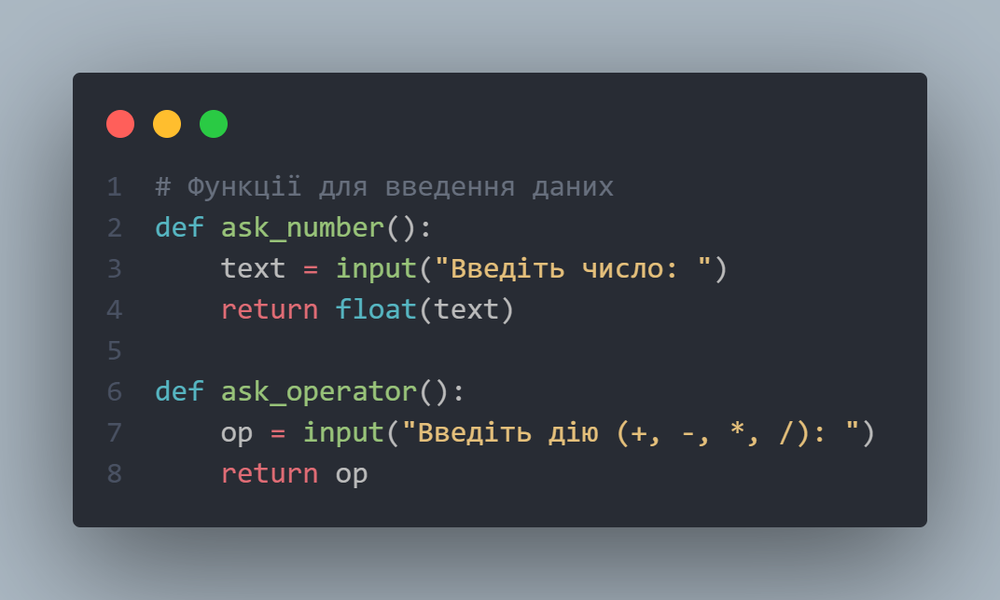 1 # Функції для введення даних
2 def ask_number():
3     text = input("Введіть число: ")
4     return float(text)
5
6 def ask_operator():
7     op = input("Введіть дію (+, -, *, /): ")
8     return op